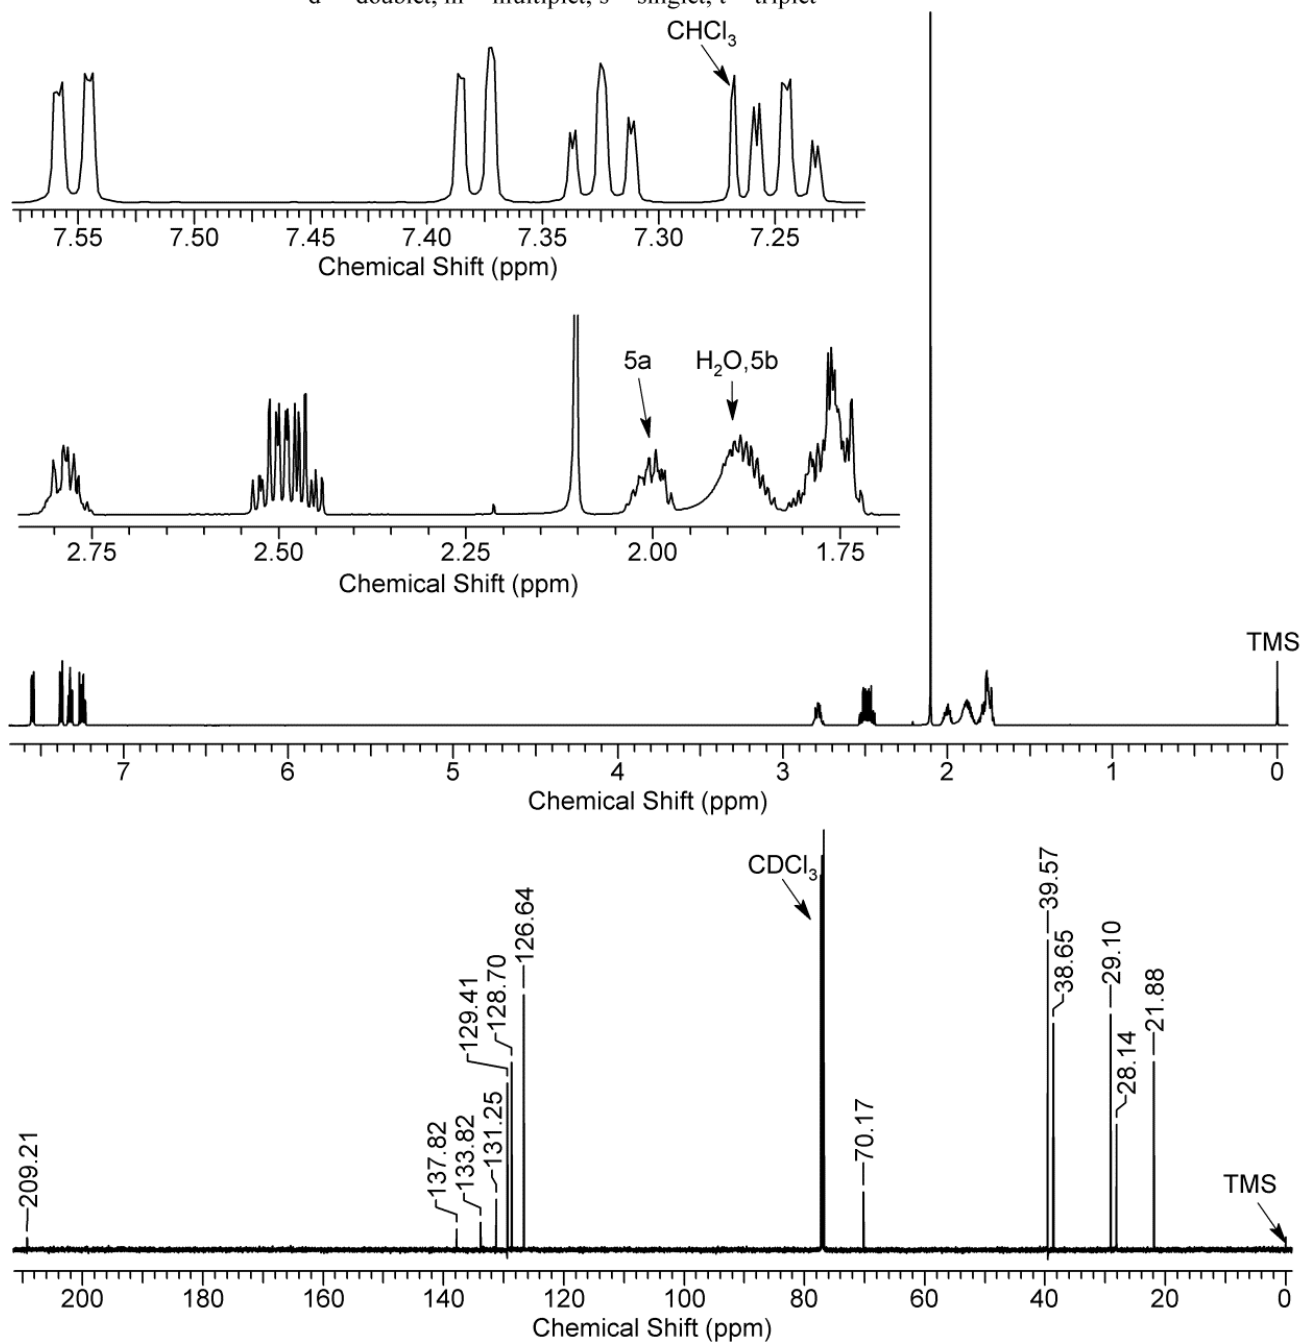 doublet, m multiplet, s singlet, t triplet
CHCl3
7.55 7.50 7.45 7.40 7.35 7.30 7.25
Chemical Shift (ppm)
5a H2O,5b
2.75 2.50 2.25 2.00 1.75
Chemical Shift (ppm)
TMS
7 6 5 4 3 2 1 0
Chemical Shift (ppm)
CDCl3
209.21
137.82
133.82
131.25
129.41
128.70
126.64
70.17
39.57
38.65
29.10
28.14
21.88
TMS
200 180 160 140 120 100 80 60 40 20 0
Chemical Shift (ppm)